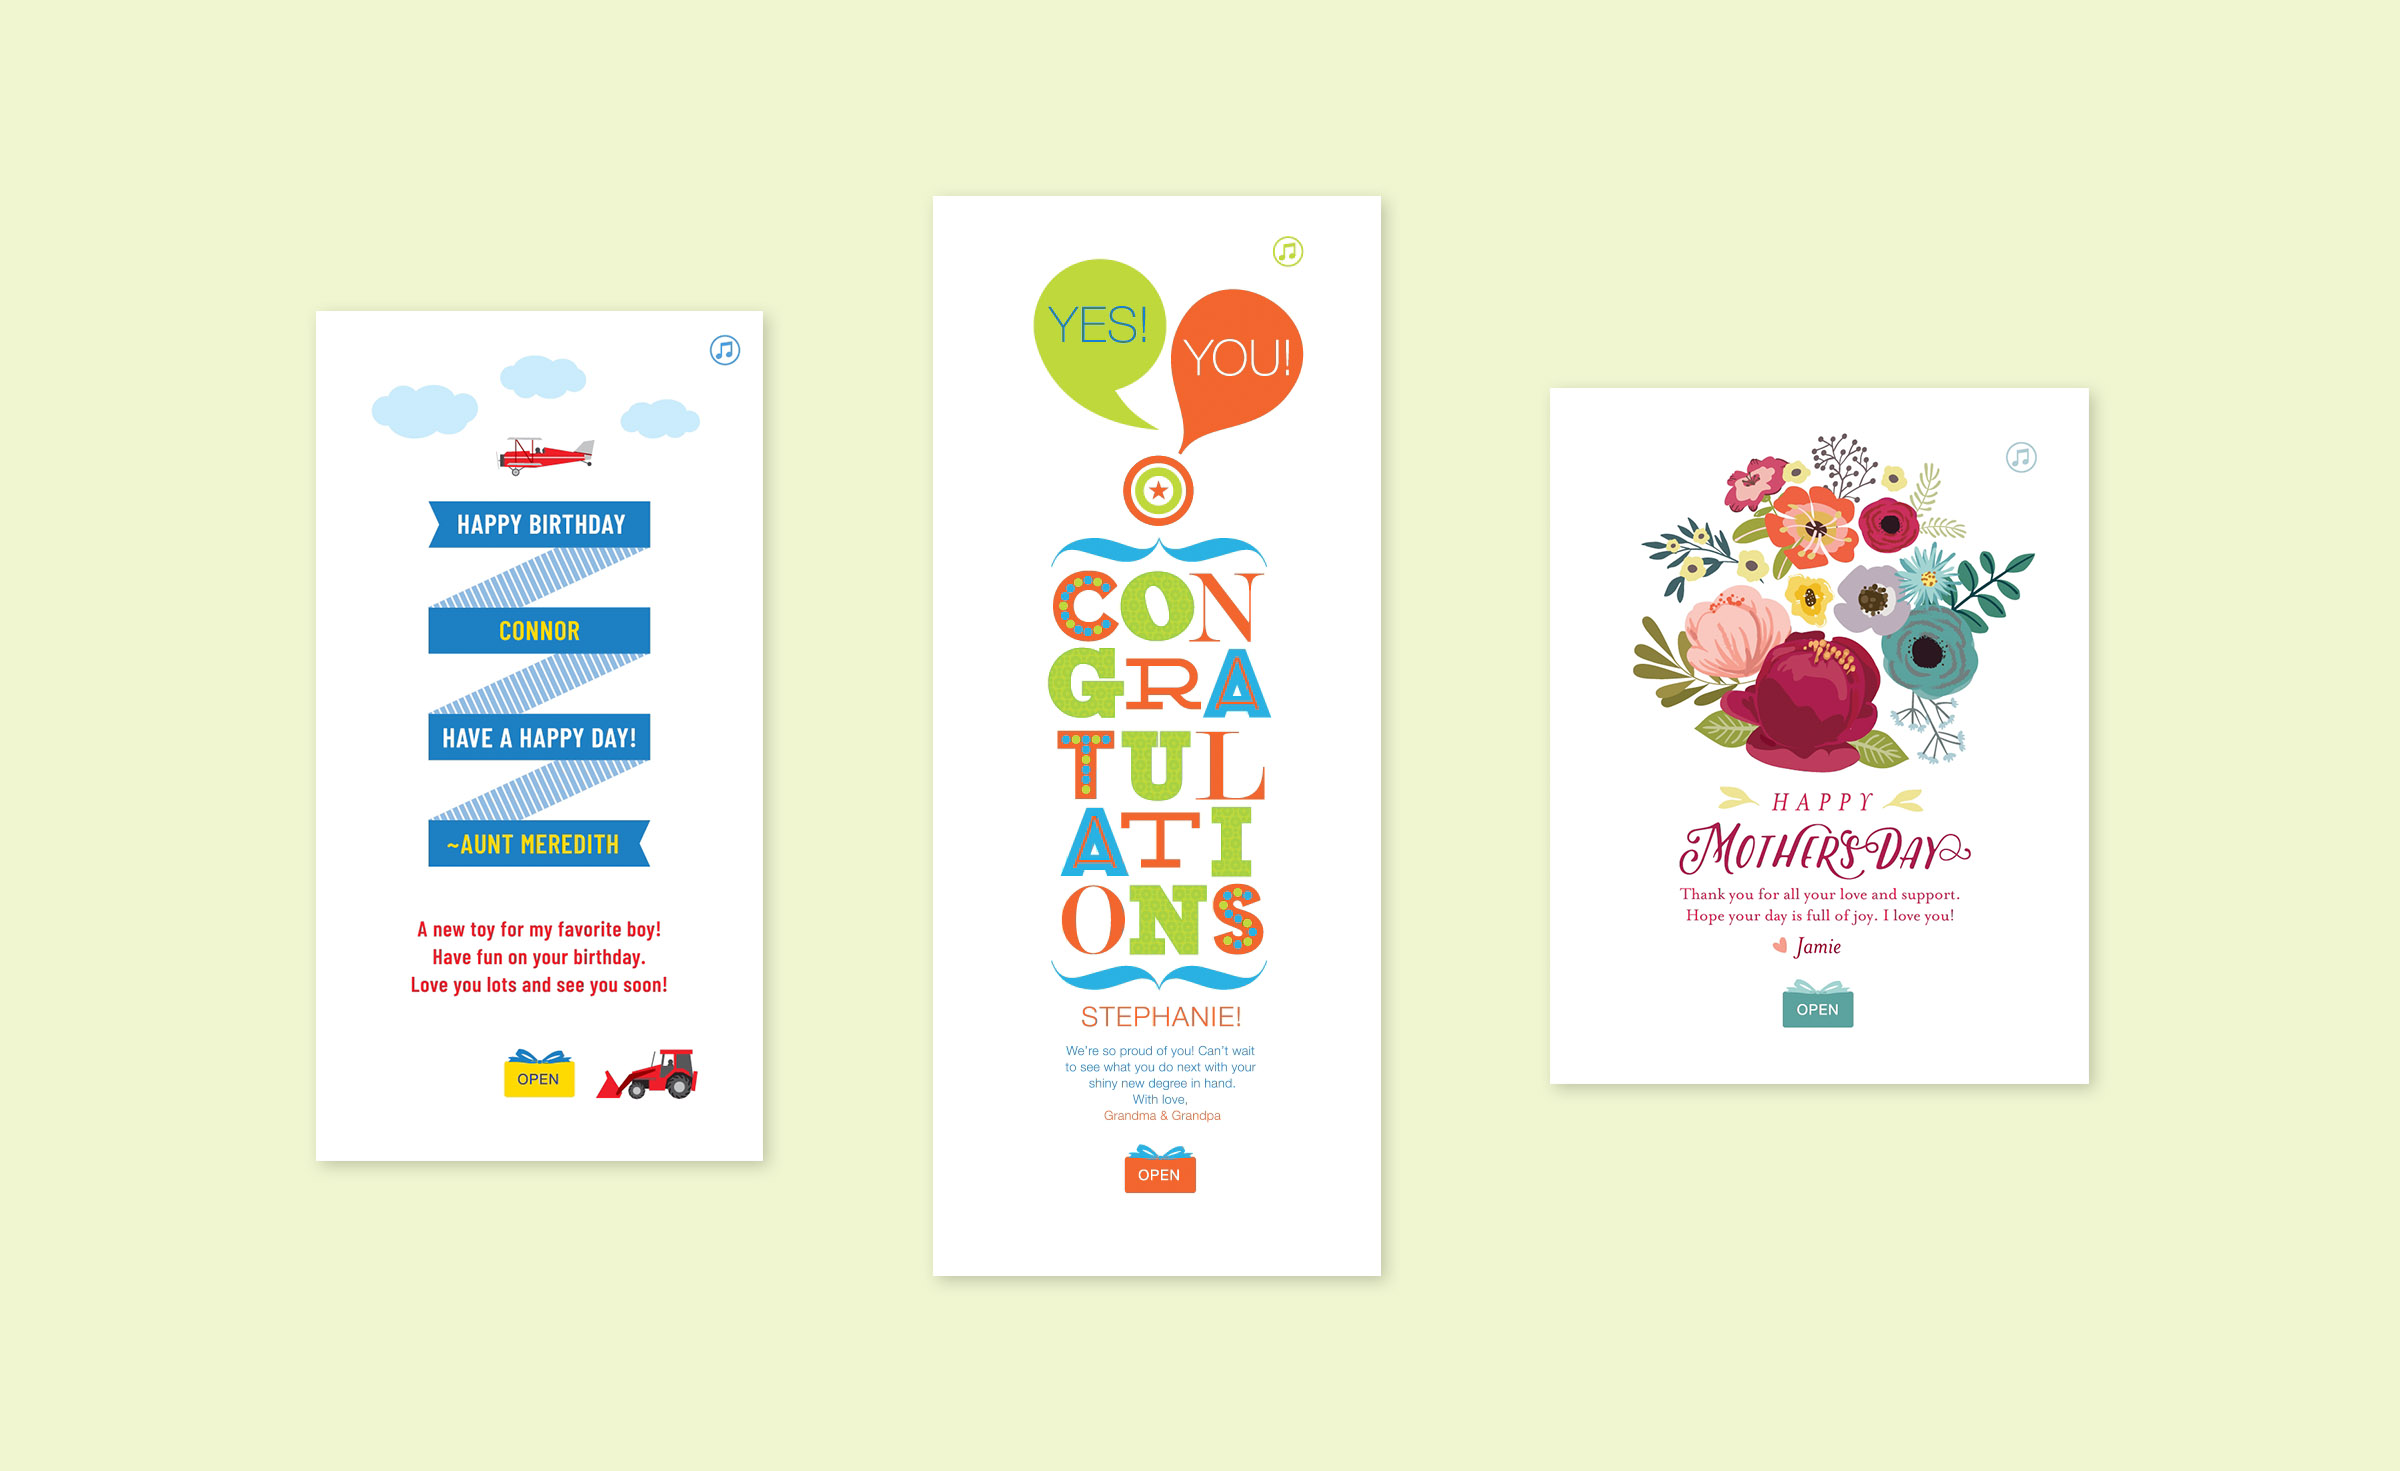 HAPPY BIRTHDAY
CONNOR
HAVE A HAPPY DAY!
~AUNT MEREDITH
A new toy for my favorite boy!
Have fun on your birthday.
Love you lots and see you soon!
OPEN
YES!
YOU!
CON
GRA
TUL
ATI
ONS
STEPHANIE!
We're so proud of you! Can't wait
to see what you do next with your
shiny new degree in hand.
With love,
Grandma & Grandpa
OPEN
HAPPY
MOTHER'S DAY
Thank you for all your love and support.
Hope your day is full of joy. I love you!
Jamie
OPEN